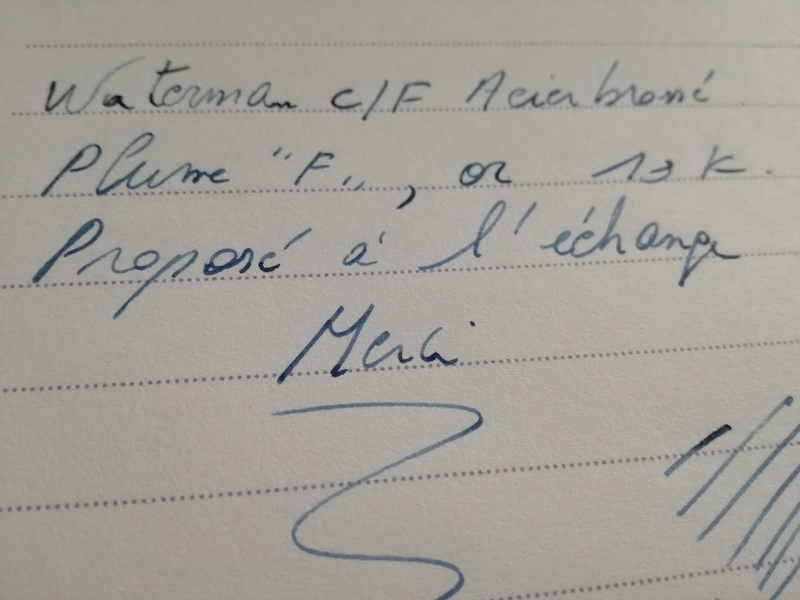 Waterman C/F Acier brossé
Plume "F", or 18 K.
Proposé à l'échange
Merci